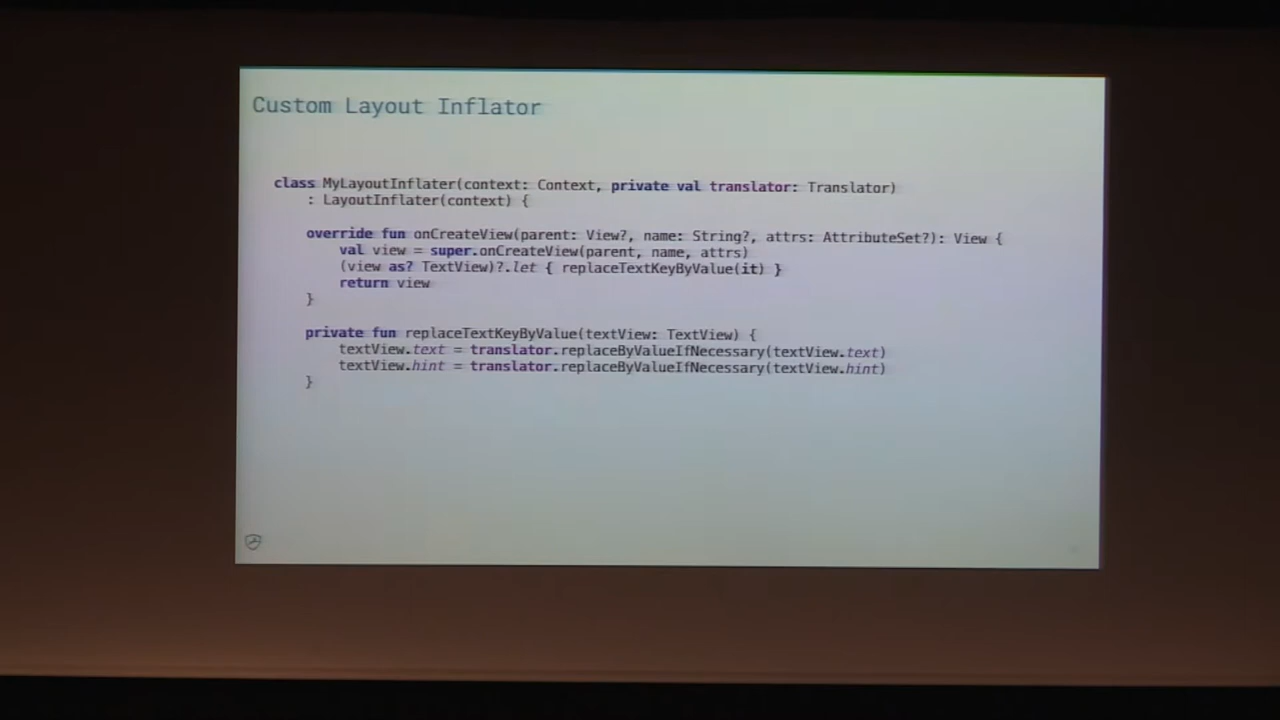 Custom Layout Inflator
class MyLayoutInflater(context: Context, private val translator: Translator)
: LayoutInflater(context) {
override fun onCreateView(parent: View?, name: String?, attrs: AttributeSet?): View {
val view = super.onCreateView(parent, name, attrs)
(view as? TextView)?.let { replaceTextKeyByValue(it) }
return view
}
private fun replaceTextKeyByValue(textView: TextView) {
textView.text = translator.replaceByValueIfNecessary(textView.text)
textView.hint = translator.replaceByValueIfNecessary(textView.hint)
}